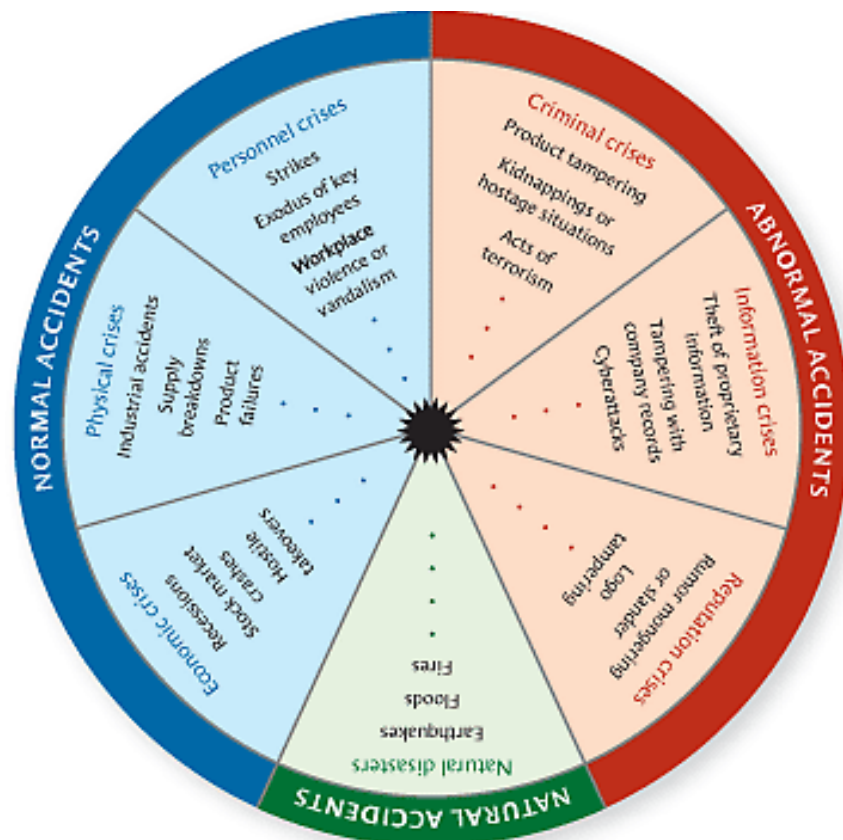 NORMAL ACCIDENTS
Personnel crises
Strikes
Exodus of key
employees
Workplace
violence or
vandalism
Physical crises
Industrial accidents
Supply
breakdowns
Product
failures
Economic crises
Recessions
Stock market
crashes
Hostile
takeovers
ABNORMAL ACCIDENTS
Criminal crises
Product tampering
Kidnappings or
hostage situations
Acts of
terrorism
Information crises
Theft of proprietary
information
Tampering with
company records
Cyberattacks
Reputation crises
Rumor mongering
or slander
Logo
tampering
NATURAL ACCIDENTS
Natural disasters
Earthquakes
Floods
Fires